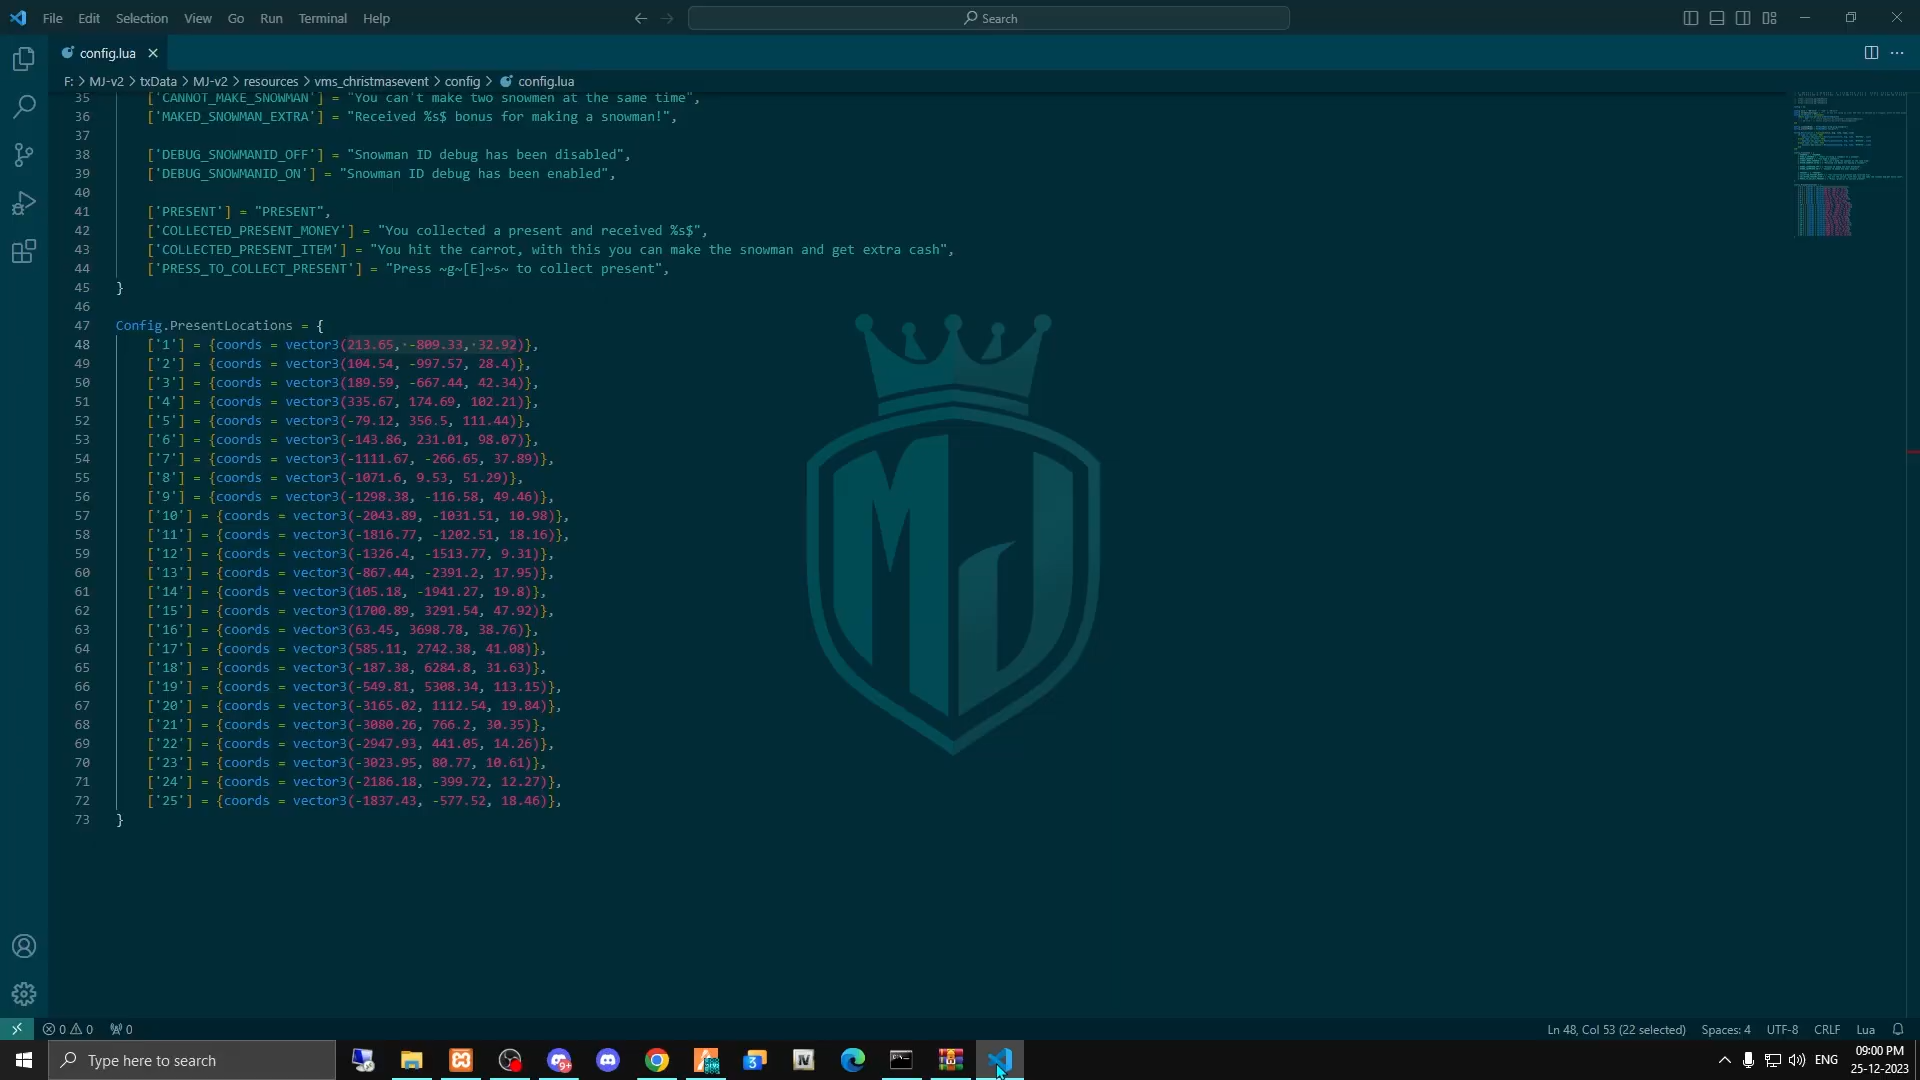 File Edit Selection View Go Run Terminal Help
Search
config.lua
F: > MJ-v2 > txData > MJ-v2 > resources > vms_christmasevent > config > config.lua
35 ['CANNOT_MAKE_SNOWMAN'] = "You can't make two snowmen at the same time",
36 ['MAKED_SNOWMAN_EXTRA'] = "Received %s$ bonus for making a snowman!",
37
38 ['DEBUG_SNOWMANID_OFF'] = "Snowman ID debug has been disabled",
39 ['DEBUG_SNOWMANID_ON'] = "Snowman ID debug has been enabled",
40
41 ['PRESENT'] = "PRESENT",
42 ['COLLECTED_PRESENT_MONEY'] = "You collected a present and received %s$",
43 ['COLLECTED_PRESENT_ITEM'] = "You hit the carrot, with this you can make the snowman and get extra cash",
44 ['PRESS_TO_COLLECT_PRESENT'] = "Press ~g~[E]~s~ to collect present",
45 }
46
47 Config.PresentLocations = {
48 ['1'] = {coords = vector3(213.65, -809.33, 32.92)},
49 ['2'] = {coords = vector3(104.54, -997.57, 28.4)},
50 ['3'] = {coords = vector3(189.59, -667.44, 42.34)},
51 ['4'] = {coords = vector3(335.67, 174.69, 102.21)},
52 ['5'] = {coords = vector3(-79.12, 356.5, 111.44)},
53 ['6'] = {coords = vector3(-143.86, 231.01, 98.07)},
54 ['7'] = {coords = vector3(-1111.67, -266.65, 37.89)},
55 ['8'] = {coords = vector3(-1071.6, 9.53, 51.29)},
56 ['9'] = {coords = vector3(-1298.38, -116.58, 49.46)},
57 ['10'] = {coords = vector3(-2043.89, -1031.51, 10.98)},
58 ['11'] = {coords = vector3(-1816.77, -1202.51, 18.16)},
59 ['12'] = {coords = vector3(-1326.4, -1513.77, 9.31)},
60 ['13'] = {coords = vector3(-867.44, -2391.2, 17.95)},
61 ['14'] = {coords = vector3(105.18, -1941.27, 19.8)},
62 ['15'] = {coords = vector3(1700.89, 3291.54, 47.92)},
63 ['16'] = {coords = vector3(63.45, 3698.78, 38.76)},
64 ['17'] = {coords = vector3(585.11, 2742.38, 41.08)},
65 ['18'] = {coords = vector3(-187.38, 6284.8, 31.63)},
66 ['19'] = {coords = vector3(-549.81, 5308.34, 113.15)},
67 ['20'] = {coords = vector3(-3165.02, 1112.54, 19.84)},
68 ['21'] = {coords = vector3(-3080.26, 766.2, 30.35)},
69 ['22'] = {coords = vector3(-2947.93, 441.05, 14.26)},
70 ['23'] = {coords = vector3(-3023.95, 80.77, 10.61)},
71 ['24'] = {coords = vector3(-2186.18, -399.72, 12.27)},
72 ['25'] = {coords = vector3(-1837.43, -577.52, 18.46)},
73 }
MJ
0 0 0 Ln 48, Col 53 (22 selected) Spaces: 4 UTF-8 CRLF Lua
Type here to search
9+
ENG
09:00 PM
25-12-2023